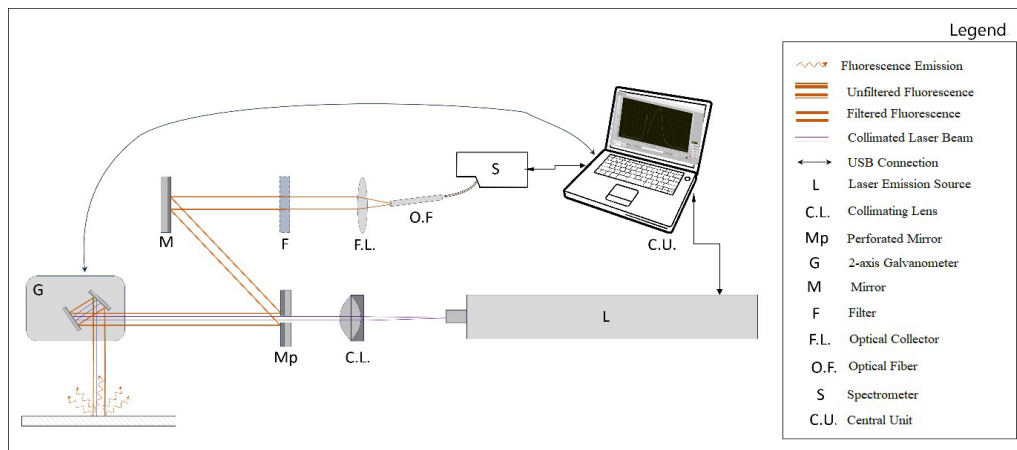 Legend
Fluorescence Emission
Unfiltered Fluorescence
Filtered Fluorescence
Collimated Laser Beam
USB Connection
L Laser Emission Source
C.L. Collimating Lens
Mp Perforated Mirror
G 2-axis Galvanometer
M Mirror
F Filter
F.L. Optical Collector
O.F. Optical Fiber
S Spectrometer
C.U. Central Unit
S
O.F
M
F
F.L.
C.U.
G
L
Mp
C.L.